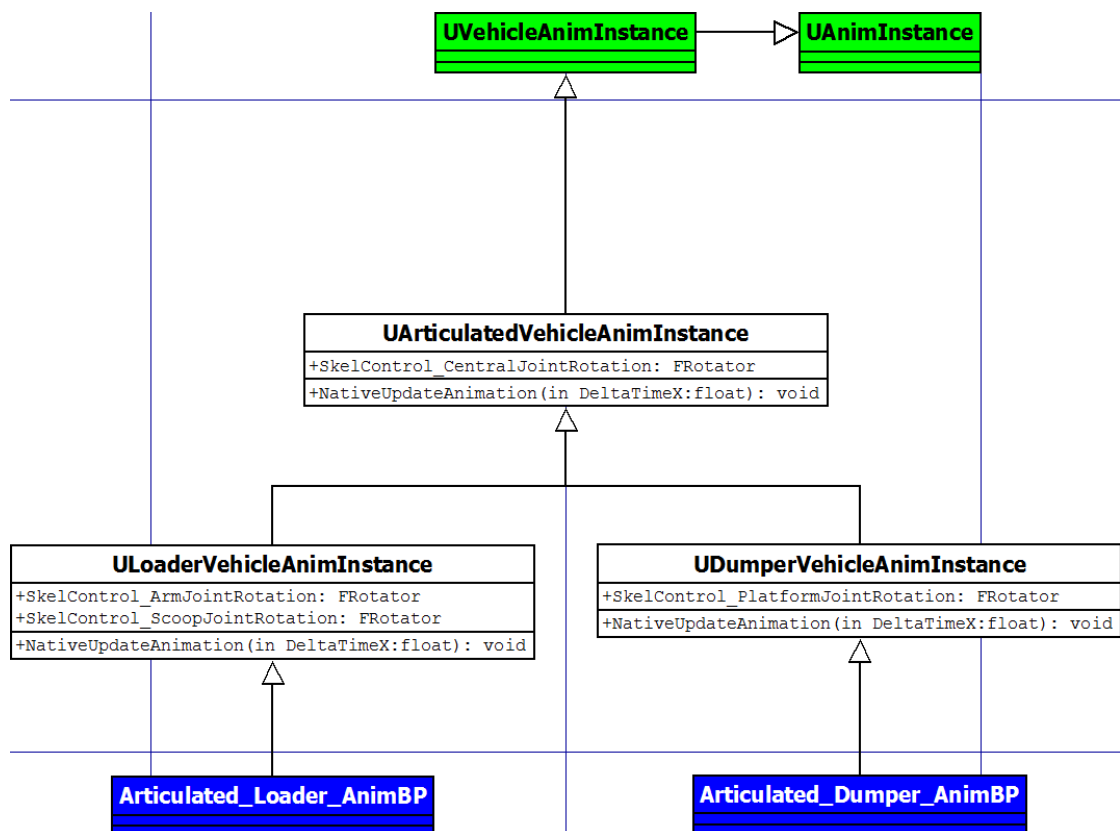 UVehicleAnimInstance
UAnimInstance
UArticulatedVehicleAnimInstance
+SkelControl_CentralJointRotation: FRotator
+NativeUpdateAnimation(in DeltaTimeX:float): void
ULoaderVehicleAnimInstance
+SkelControl_ArmJointRotation: FRotator
+SkelControl_ScoopJointRotation: FRotator
+NativeUpdateAnimation(in DeltaTimeX:float): void
UDumperVehicleAnimInstance
+SkelControl_PlatformJointRotation: FRotator
+NativeUpdateAnimation(in DeltaTimeX:float): void
Articulated_Loader_AnimBP
Articulated_Dumper_AnimBP